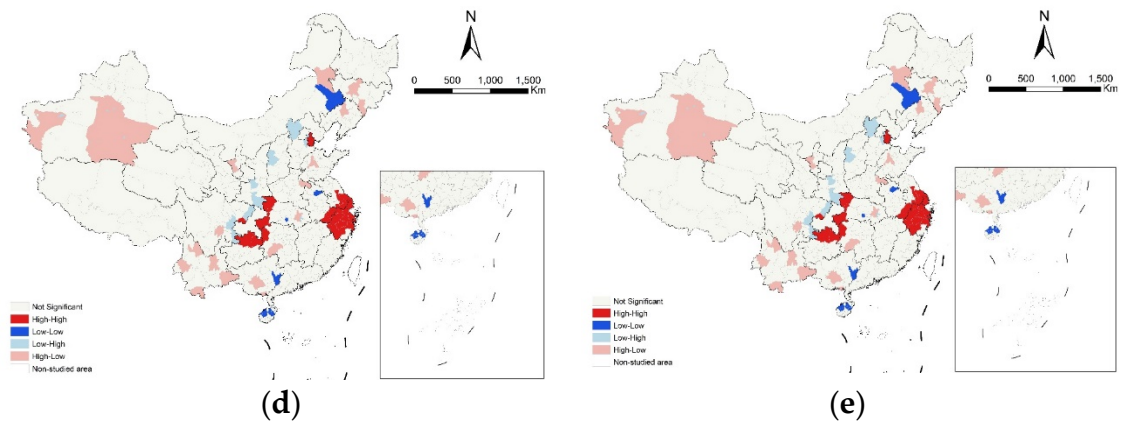 N
0 500 1,000 1,500
Km
Not Significant
High-High
Low-Low
Low-High
High-Low
Non-studied area
(d)
N
0 500 1,000 1,500
Km
Not Significant
High-High
Low-Low
Low-High
High-Low
Non-studied area
(e)